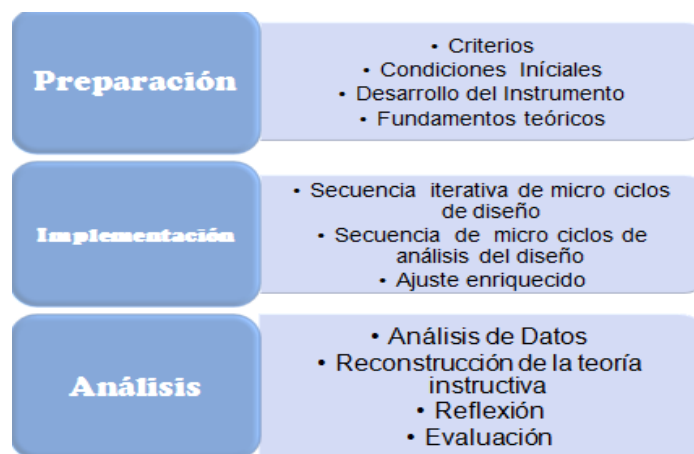 Preparación
• Criterios
• Condiciones Iníciales
• Desarrollo del Instrumento
• Fundamentos teóricos
Implementación
• Secuencia iterativa de micro ciclos
de diseño
• Secuencia de micro ciclos de
análisis del diseño
• Ajuste enriquecido
Análisis
• Análisis de Datos
• Reconstrucción de la teoría
instructiva
• Reflexión
• Evaluación